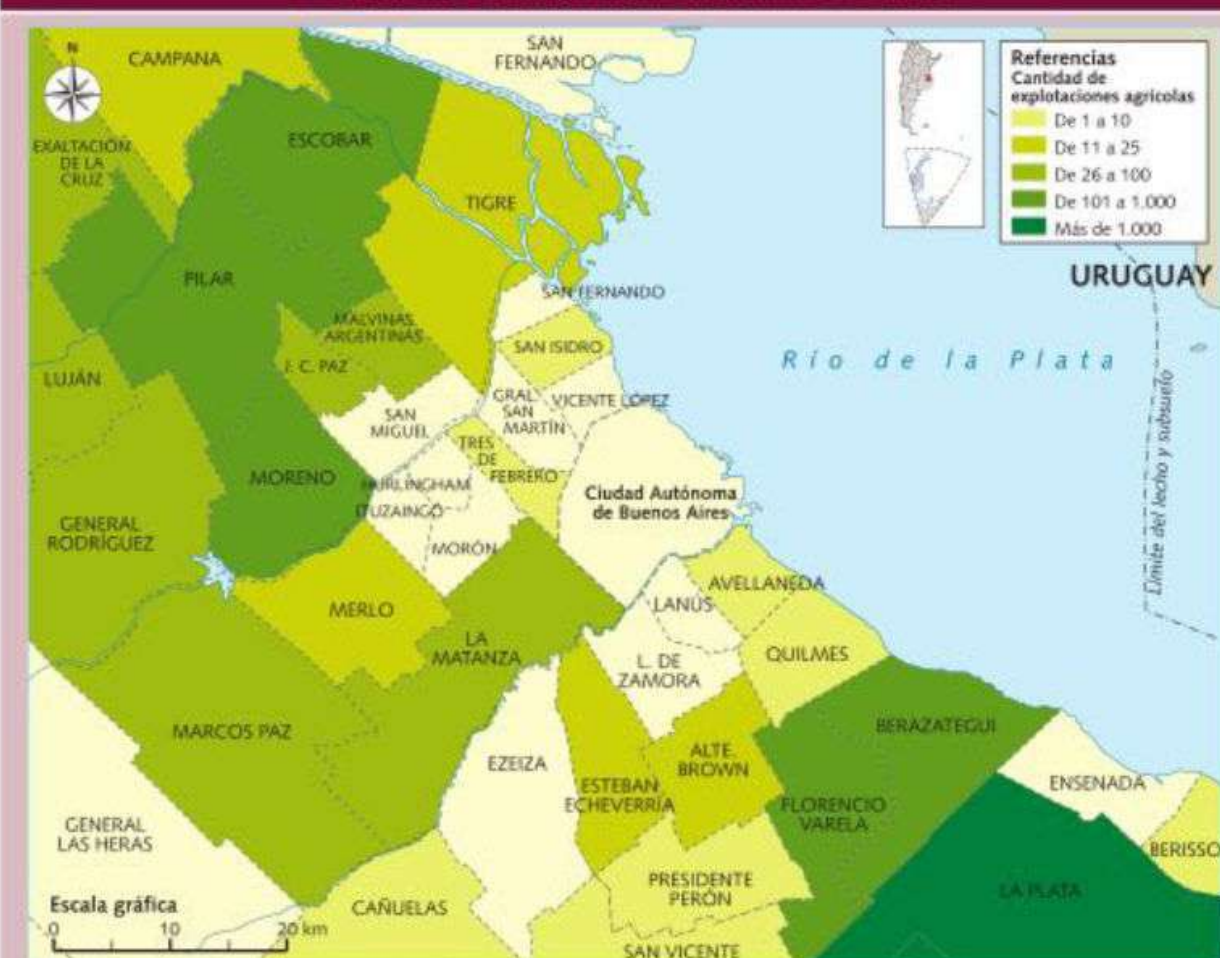 N
CAMPANA
SAN
FERNANDO
Referencias
Cantidad de
explotaciones agrícolas
De 1 a 10
De 11 a 25
De 26 a 100
De 101 a 1.000
Más de 1.000
ESCOBAR
EXALTACIÓN
DE LA
CRUZ
TIGRE
URUGUAY
PILAR
SAN FERNANDO
MALVINAS
ARGENTINAS
SAN ISIDRO
Río de la Plata
J. C. PAZ
LUJÁN
GRAL.
SAN
MARTÍN
VICENTE LÓPEZ
SAN
MIGUEL
TRES
DE
FEBRERO
MORENO
HURLINGHAM
Ciudad Autónoma
de Buenos Aires
ITUZAINGÓ
Límite del lecho y subsuelo
GENERAL
RODRÍGUEZ
MORÓN
AVELLANEDA
LANÚS
MERLO
LA
MATANZA
QUILMES
L. DE
ZAMORA
MARCOS PAZ
BERAZATEGUI
EZEIZA
ALTE.
BROWN
ESTEBAN
ECHEVERRÍA
ENSENADA
FLORENCIO
VARELA
GENERAL
LAS HERAS
BERISSO
PRESIDENTE
PERÓN
LA PLATA
CAÑUELAS
Escala gráfica
0 10 20 km
SAN VICENTE